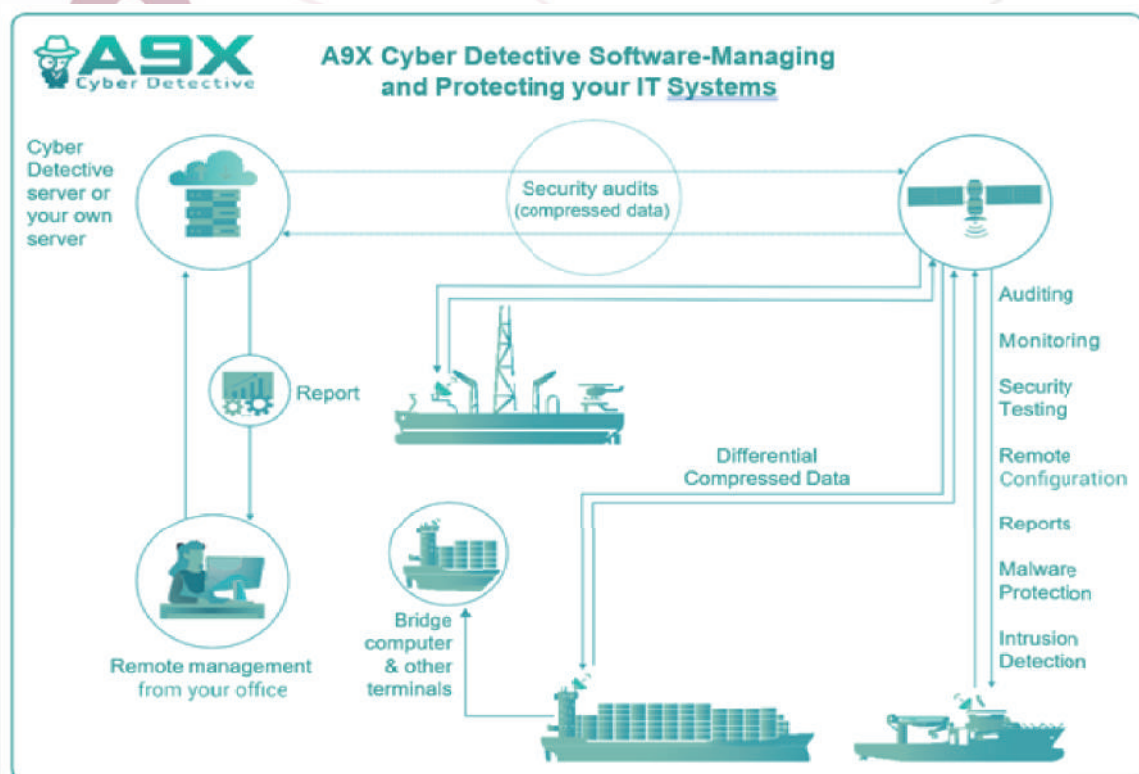 A9X
Cyber Detective
A9X Cyber Detective Software-Managing
and Protecting your IT Systems
Cyber
Detective
server or
your own
server
Security audits
(compressed data)
Auditing
Monitoring
Security
Testing
Remote
Configuration
Reports
Malware
Protection
Intrusion
Detection
Report
Differential
Compressed Data
Remote management
from your office
Bridge
computer
& other
terminals